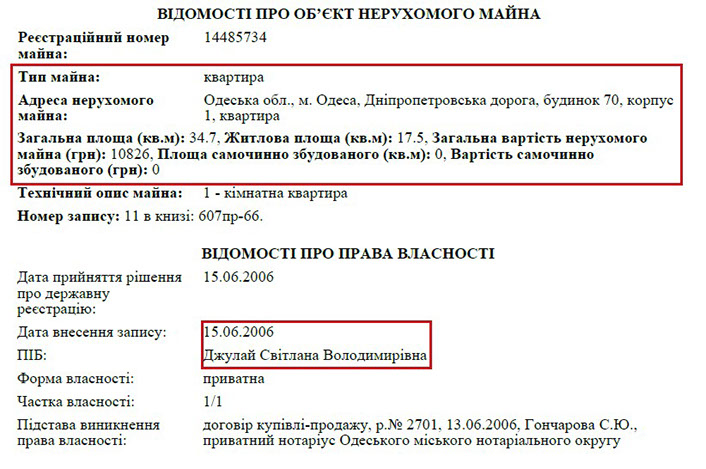 ВІДОМОСТІ ПРО ОБ’ЄКТ НЕРУХОМОГО МАЙНА
Реєстраційний номер майна: 14485734
Тип майна: квартира
Адреса нерухомого майна: Одеська обл., м. Одеса, Дніпропетровська дорога, будинок 70, корпус 1, квартира
Загальна площа (кв.м): 34.7, Житлова площа (кв.м): 17.5, Загальна вартість нерухомого
майна (грн): 10826, Площа самочинно збудованого (кв.м): 0, Вартість самочинно
збудованого (грн): 0
Технічний опис майна: 1 - кімнатна квартира
Номер запису: 11 в книзі: 607пр-66.
ВІДОМОСТІ ПРО ПРАВА ВЛАСНОСТІ
Дата прийняття рішення про державну реєстрацію: 15.06.2006
Дата внесення запису: 15.06.2006
ПІБ: Джулай Світлана Володимирівна
Форма власності: приватна
Частка власності: 1/1
Підстава виникнення права власності: договір купівлі-продажу, р.№ 2701, 13.06.2006, Гончарова С.Ю., приватний нотаріус Одеського міського нотаріального округу